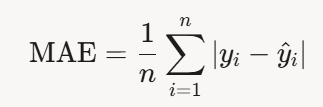 MAE = \frac{1}{n} \sum_{i=1}^{n} |y_i - \hat{y}_i|